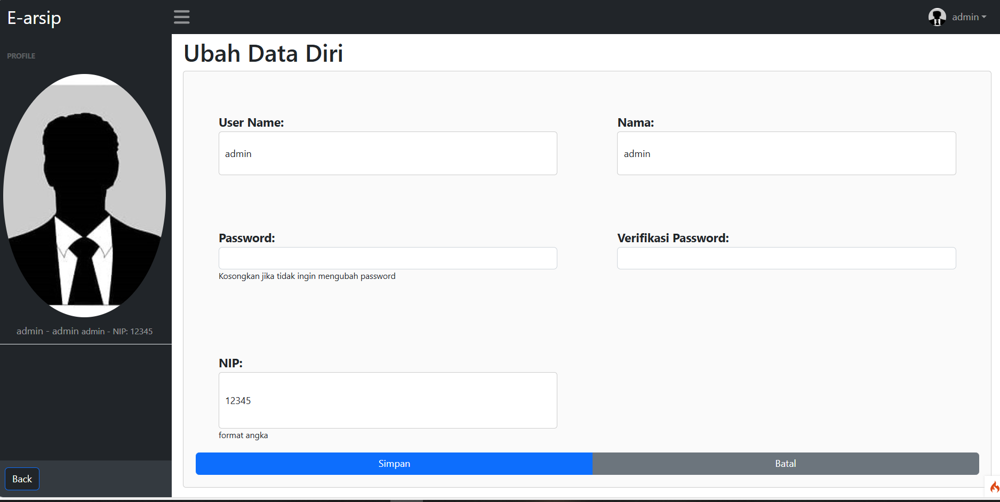 E-arsip
admin
PROFILE
admin - admin admin - NIP: 12345
Back
Ubah Data Diri
User Name:
admin
Nama:
admin
Password:
Kosongkan jika tidak ingin mengubah password
Verifikasi Password:
NIP:
12345
format angka
Simpan
Batal